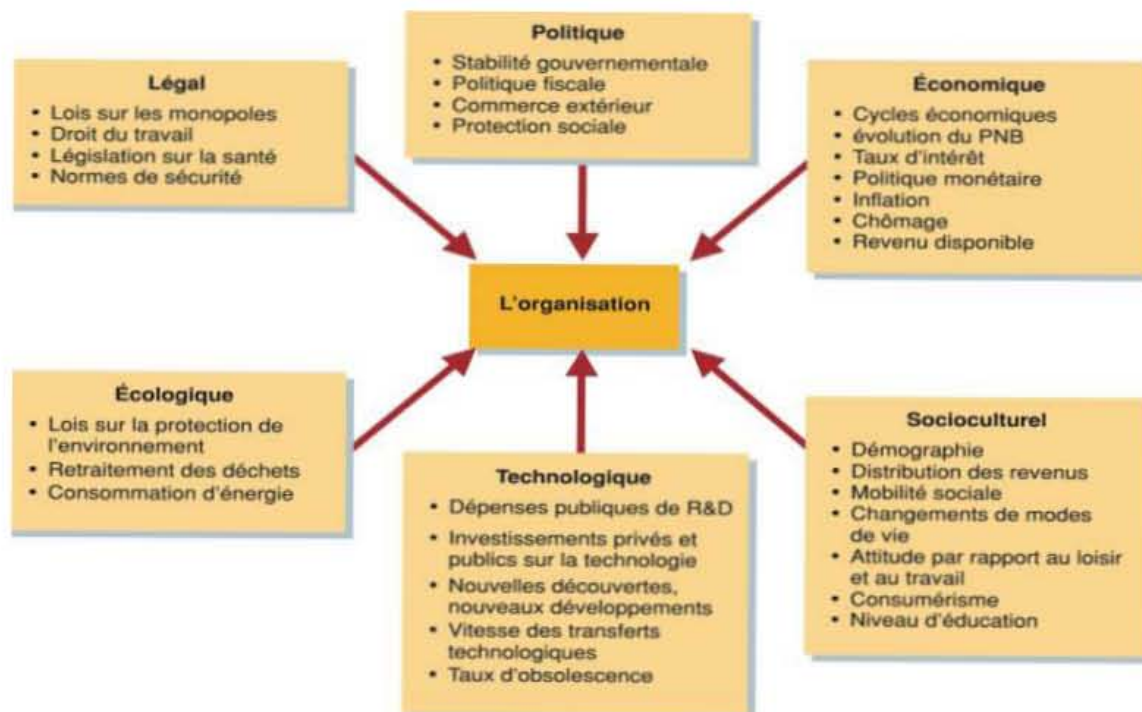 Politique
• Stabilité gouvernementale
• Politique fiscale
• Commerce extérieur
• Protection sociale
Légal
• Lois sur les monopoles
• Droit du travail
• Législation sur la santé
• Normes de sécurité
Économique
• Cycles économiques
• évolution du PNB
• Taux d'intérêt
• Politique monétaire
• Inflation
• Chômage
• Revenu disponible
L'organisation
Écologique
• Lois sur la protection de
l'environnement
• Retraitement des déchets
• Consommation d'énergie
Technologique
• Dépenses publiques de R&D
• Investissements privés et
publics sur la technologie
• Nouvelles découvertes,
nouveaux développements
• Vitesse des transferts
technologiques
• Taux d'obsolescence
Socioculturel
• Démographie
• Distribution des revenus
• Mobilité sociale
• Changements de modes
de vie
• Attitude par rapport au loisir
et au travail
• Consumérisme
• Niveau d'éducation